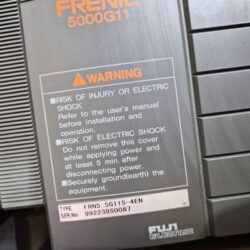 FRENIC
5000G11
⚠ WARNING
■RISK OF INJURY OR ELECTRIC
SHOCK
Refer to the user's manual
before installation and
operation.
■RISK OF ELECTRIC SHOCK
Do not remove this cover
while applying power and
at least 5 min. after
disconnecting power.
■Securely ground(earth) the
equipment.
TYPE FRN5.5G11S-4EN
SER.No. 99223950067
FUJI
ELECTRIC